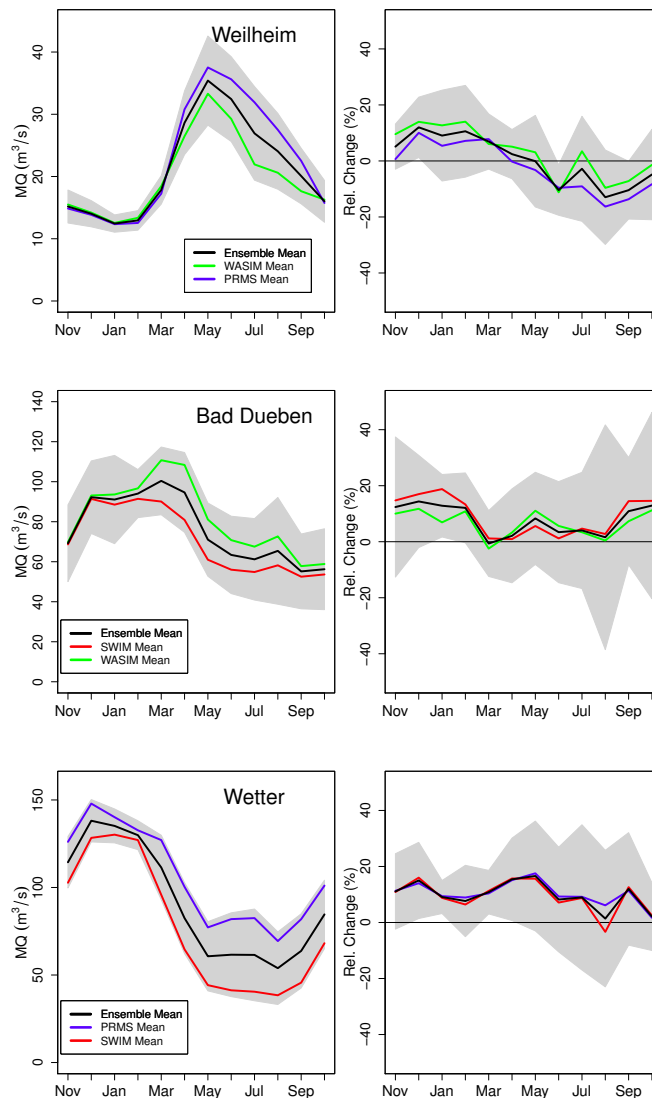 Weilheim
MQ (m³/s)
0 10 20 30 40
Nov Jan Mar May Jul Sep
Ensemble Mean
WASIM Mean
PRMS Mean
Rel. Change (%)
−40 −20 0 20 40
Nov Jan Mar May Jul Sep
Bad Dueben
MQ (m³/s)
0 20 40 60 80 100 120 140
Nov Jan Mar May Jul Sep
Ensemble Mean
SWIM Mean
WASIM Mean
Rel. Change (%)
−40 −20 0 20 40
Nov Jan Mar May Jul Sep
Wetter
MQ (m³/s)
0 50 100 150
Nov Jan Mar May Jul Sep
Ensemble Mean
PRMS Mean
SWIM Mean
Rel. Change (%)
−40 −20 0 20 40
Nov Jan Mar May Jul Sep